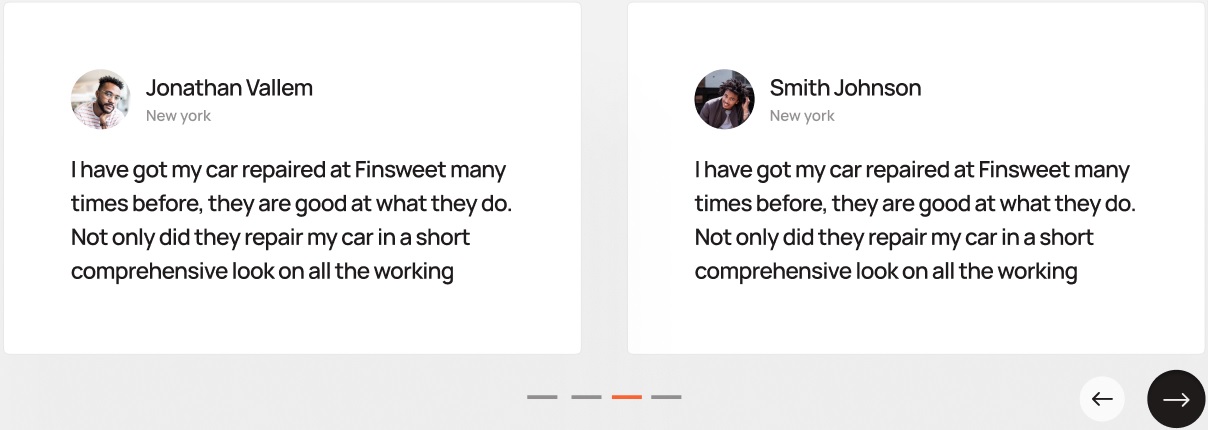 Jonathan Vallem
New york
I have got my car repaired at Finsweet many
times before, they are good at what they do.
Not only did they repair my car in a short
comprehensive look on all the working
Smith Johnson
New york
I have got my car repaired at Finsweet many
times before, they are good at what they do.
Not only did they repair my car in a short
comprehensive look on all the working